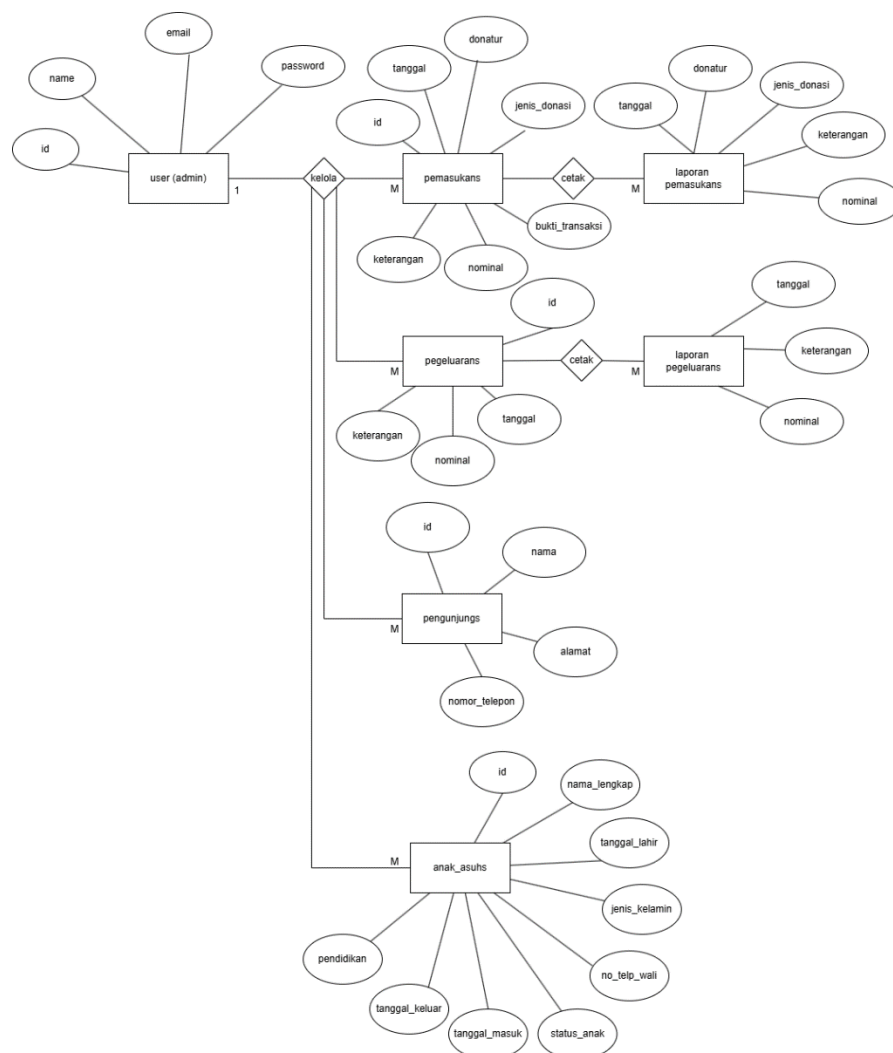 email
name
password
id
user (admin)
1
kelola
donatur
tanggal
jenis_donasi
id
M
pemasukans
bukti_transaksi
keterangan
nominal
cetak
donatur
jenis_donasi
tanggal
keterangan
M
laporan
pemasukans
nominal
id
M
pegeluarans
keterangan
tanggal
nominal
cetak
tanggal
M
laporan
pegeluarans
keterangan
nominal
id
nama
M
pengunjungs
alamat
nomor_telepon
id
nama_lengkap
tanggal_lahir
M
anak_asuhs
jenis_kelamin
pendidikan
no_telp_wali
tanggal_keluar
tanggal_masuk
status_anak